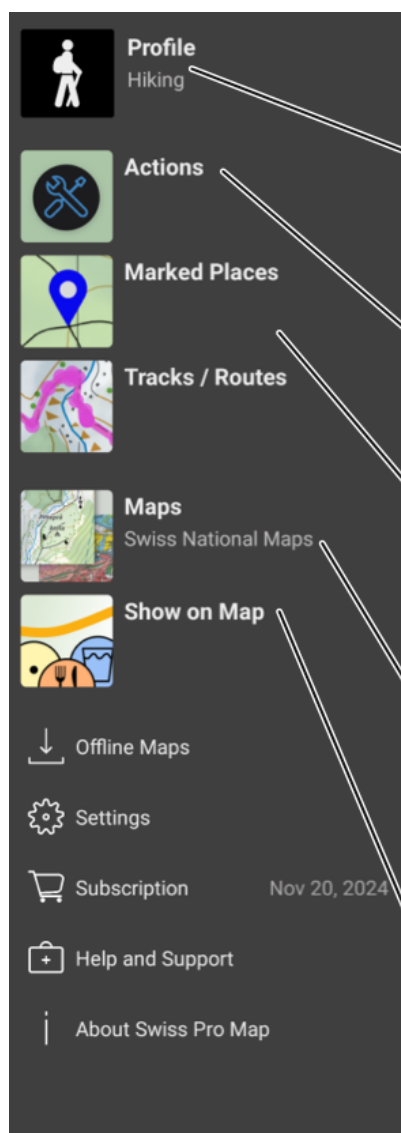 Profile
Hiking
Actions
Marked Places
Tracks / Routes
Maps
Swiss National Maps
Show on Map
Offline Maps
Settings
Subscription Nov 20, 2024
Help and Support
About Swiss Pro Map